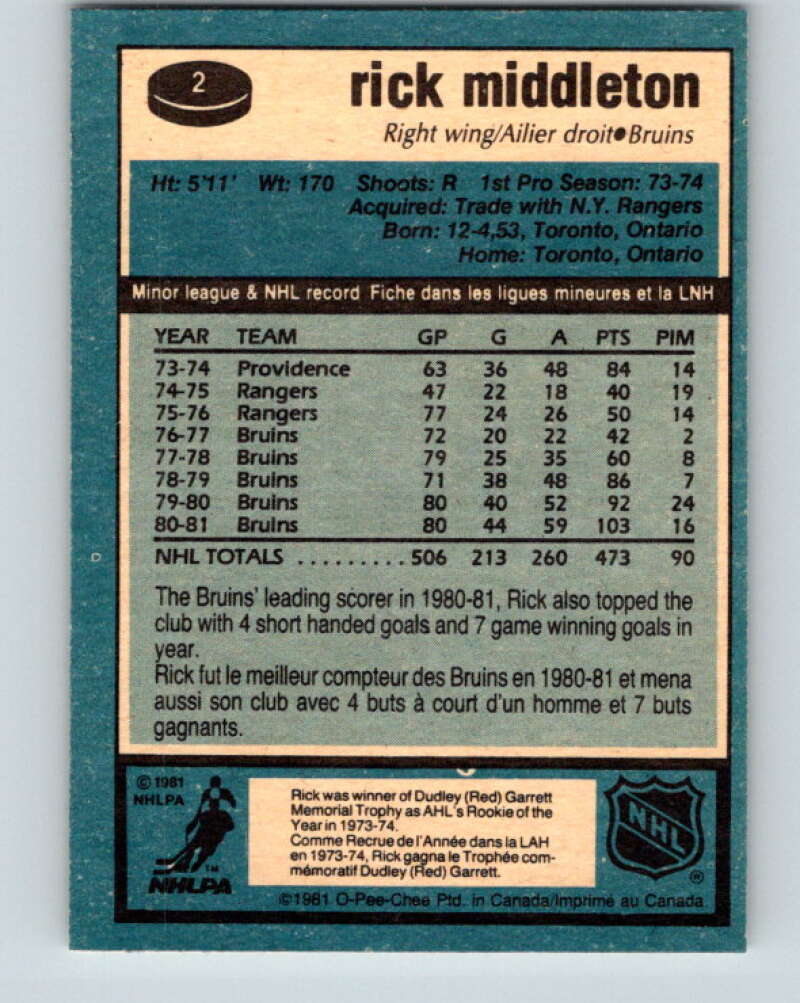 2
rick middleton
Right wing/Ailier droit●Bruins
Ht: 5'11' Wt: 170 Shoots: R 1st Pro Season: 73-74
Acquired: Trade with N.Y. Rangers
Born: 12-4,53, Toronto, Ontario
Home: Toronto, Ontario
Minor league & NHL record Fiche dans les ligues mineures et la LNH
YEAR TEAM GP G A PTS PIM
73-74 Providence 63 36 48 84 14
74-75 Rangers 47 22 18 40 19
75-76 Rangers 77 24 26 50 14
76-77 Bruins 72 20 22 42 2
77-78 Bruins 79 25 35 60 8
78-79 Bruins 71 38 48 86 7
79-80 Bruins 80 40 52 92 24
80-81 Bruins 80 44 59 103 16
NHL TOTALS ......... 506 213 260 473 90
The Bruins' leading scorer in 1980-81, Rick also topped the
club with 4 short handed goals and 7 game winning goals in
year.
Rick fut le meilleur compteur des Bruins en 1980-81 et mena
aussi son club avec 4 buts à court d'un homme et 7 buts
gagnants.
© 1981
NHLPA
TM
NHLPA
Rick was winner of Dudley (Red) Garrett
Memorial Trophy as AHL's Rookie of the
Year in 1973-74.
Comme Recrue de l'Année dans la LAH
en 1973-74, Rick gagna le Trophée com-
mémoratif Dudley (Red) Garrett.
NHL
®
©1981 O-Pee-Chee Ptd. in Canada/Imprimé au Canada